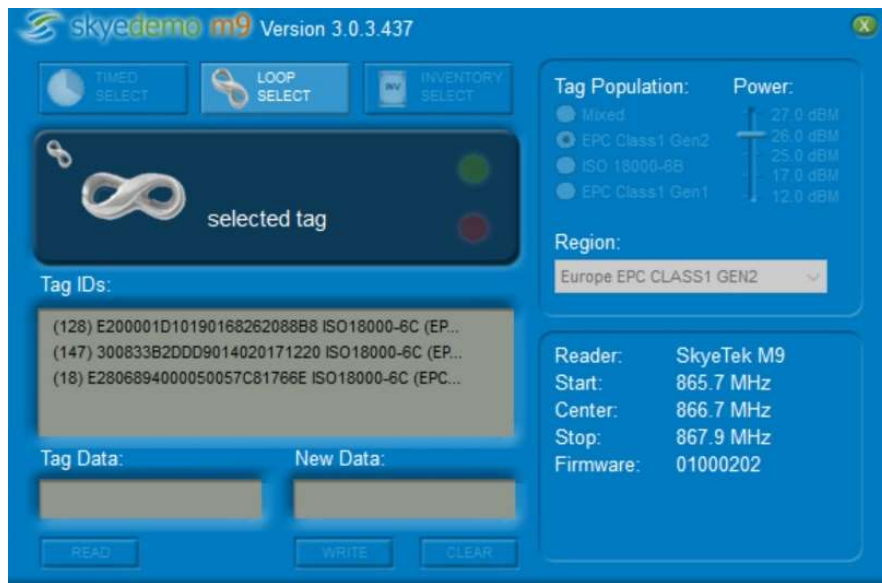 skyedemo m9 Version 3.0.3.437
X
TIMED SELECT
LOOP SELECT
INV
INVENTORY SELECT
selected tag
Tag IDs:
(128) E200001D10190168262088B8 ISO18000-6C (EP...
(147) 300833B2DDD9014020171220 ISO18000-6C (EP...
(18) E2806894000050057C81766E ISO18000-6C (EPC...
Tag Data:
New Data:
READ
WRITE
CLEAR
Tag Population:
Mixed
EPC Class1 Gen2
ISO 18000-6B
EPC Class1 Gen1
Power:
27.0 dBM
26.0 dBM
25.0 dBM
17.0 dBM
12.0 dBM
Region:
Europe EPC CLASS1 GEN2
Reader: SkyeTek M9
Start: 865.7 MHz
Center: 866.7 MHz
Stop: 867.9 MHz
Firmware: 01000202